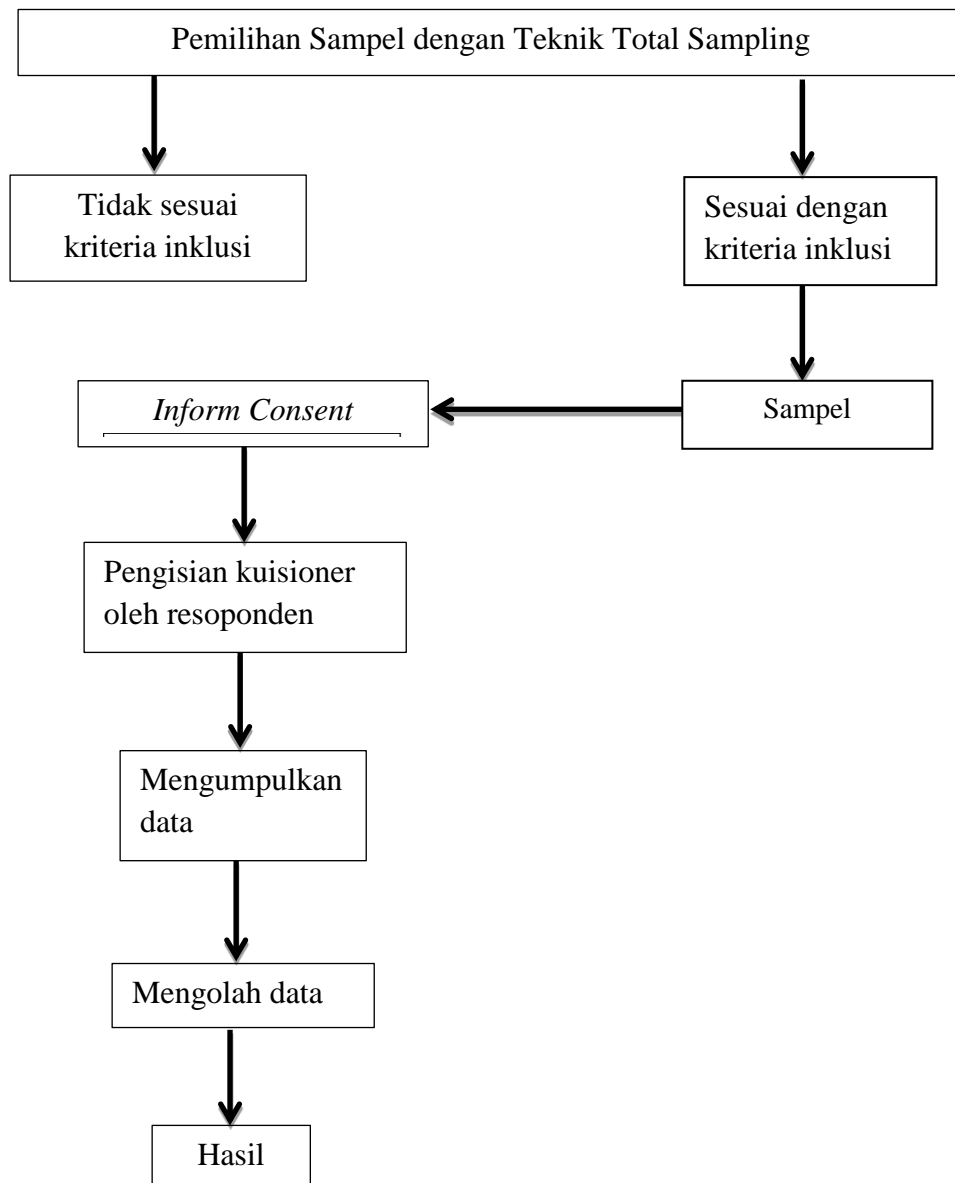 Pemilihan Sampel dengan Teknik Total Sampling
Tidak sesuai
kriteria inklusi
Sesuai dengan
kriteria inklusi
Sampel
Inform Consent
Pengisian kuisioner
oleh resoponden
Mengumpulkan
data
Mengolah data
Hasil